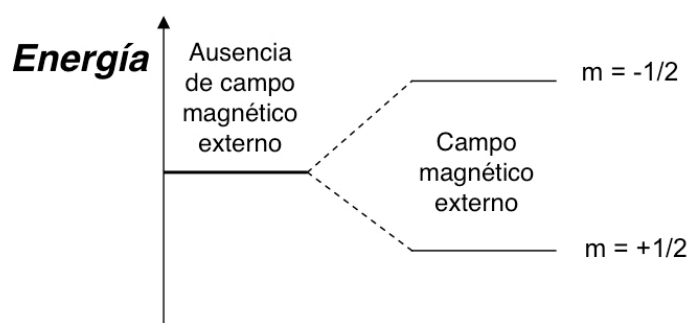 Energía
Ausencia
de campo
magnético
externo
m = -1/2
Campo
magnético
externo
m = +1/2